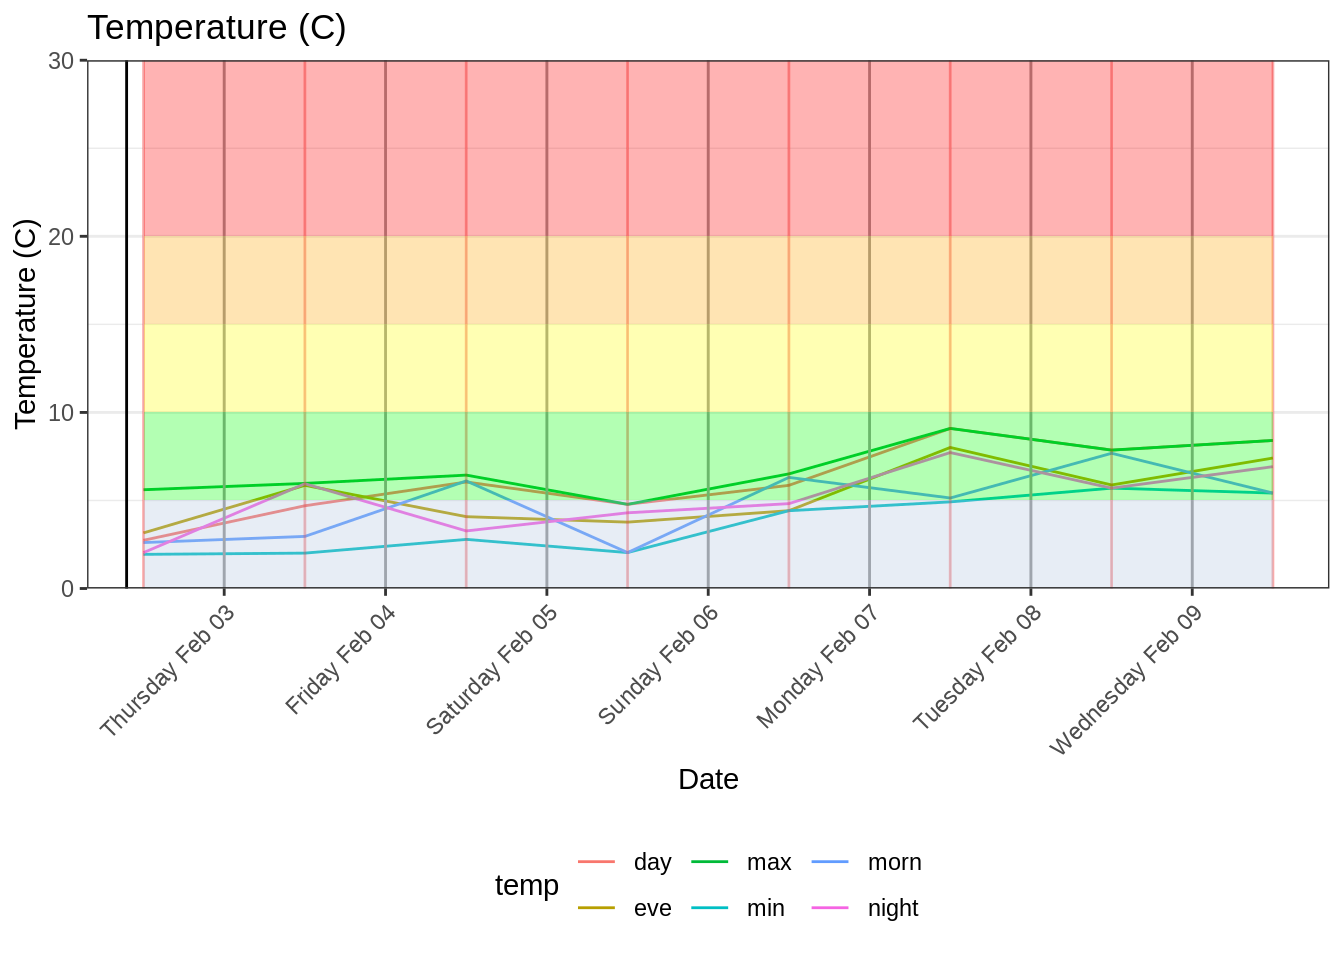 Temperature (C)
30
20
10
0
Temperature (C)
Thursday Feb 03
Friday Feb 04
Saturday Feb 05
Sunday Feb 06
Monday Feb 07
Tuesday Feb 08
Wednesday Feb 09
Date
temp
day max morn
eve min night